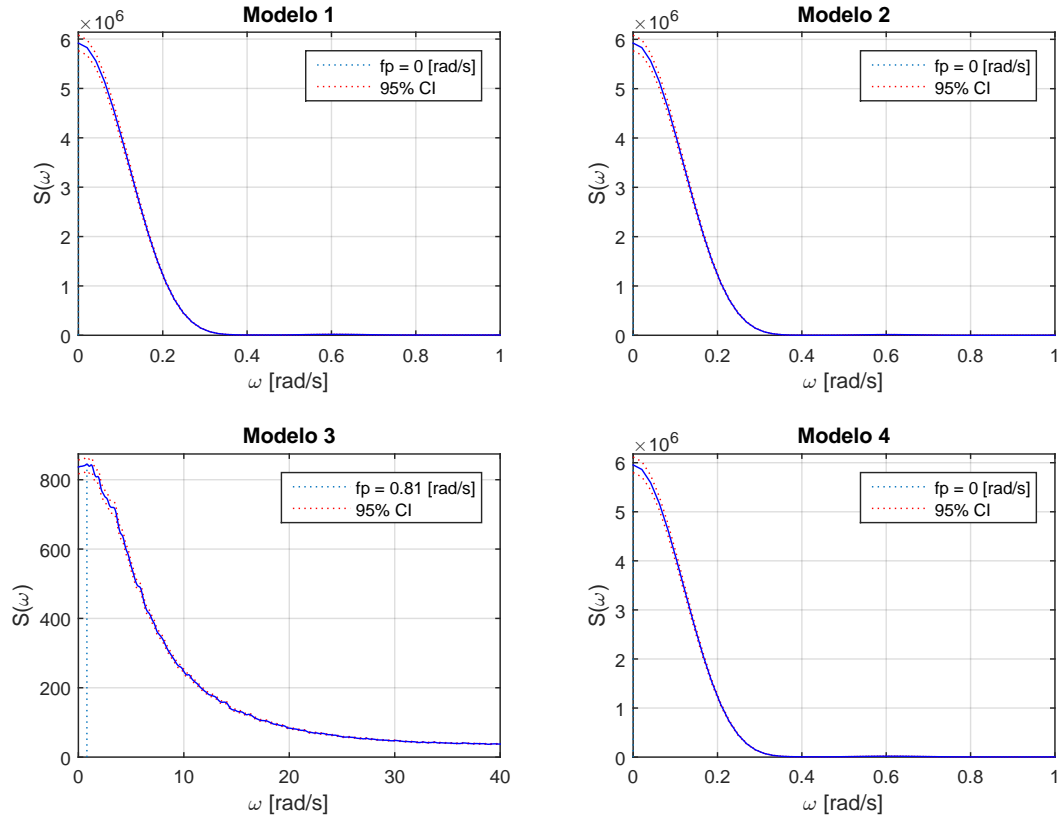 Modelo 1
×10^6
S(ω)
6
5
4
3
2
1
0
fp = 0 [rad/s]
95% CI
0 0.2 0.4 0.6 0.8 1
ω [rad/s]
Modelo 2
×10^6
S(ω)
6
5
4
3
2
1
0
fp = 0 [rad/s]
95% CI
0 0.2 0.4 0.6 0.8 1
ω [rad/s]
Modelo 3
S(ω)
800
600
400
200
0
fp = 0.81 [rad/s]
95% CI
0 10 20 30 40
ω [rad/s]
Modelo 4
×10^6
S(ω)
6
5
4
3
2
1
0
fp = 0 [rad/s]
95% CI
0 0.2 0.4 0.6 0.8 1
ω [rad/s]